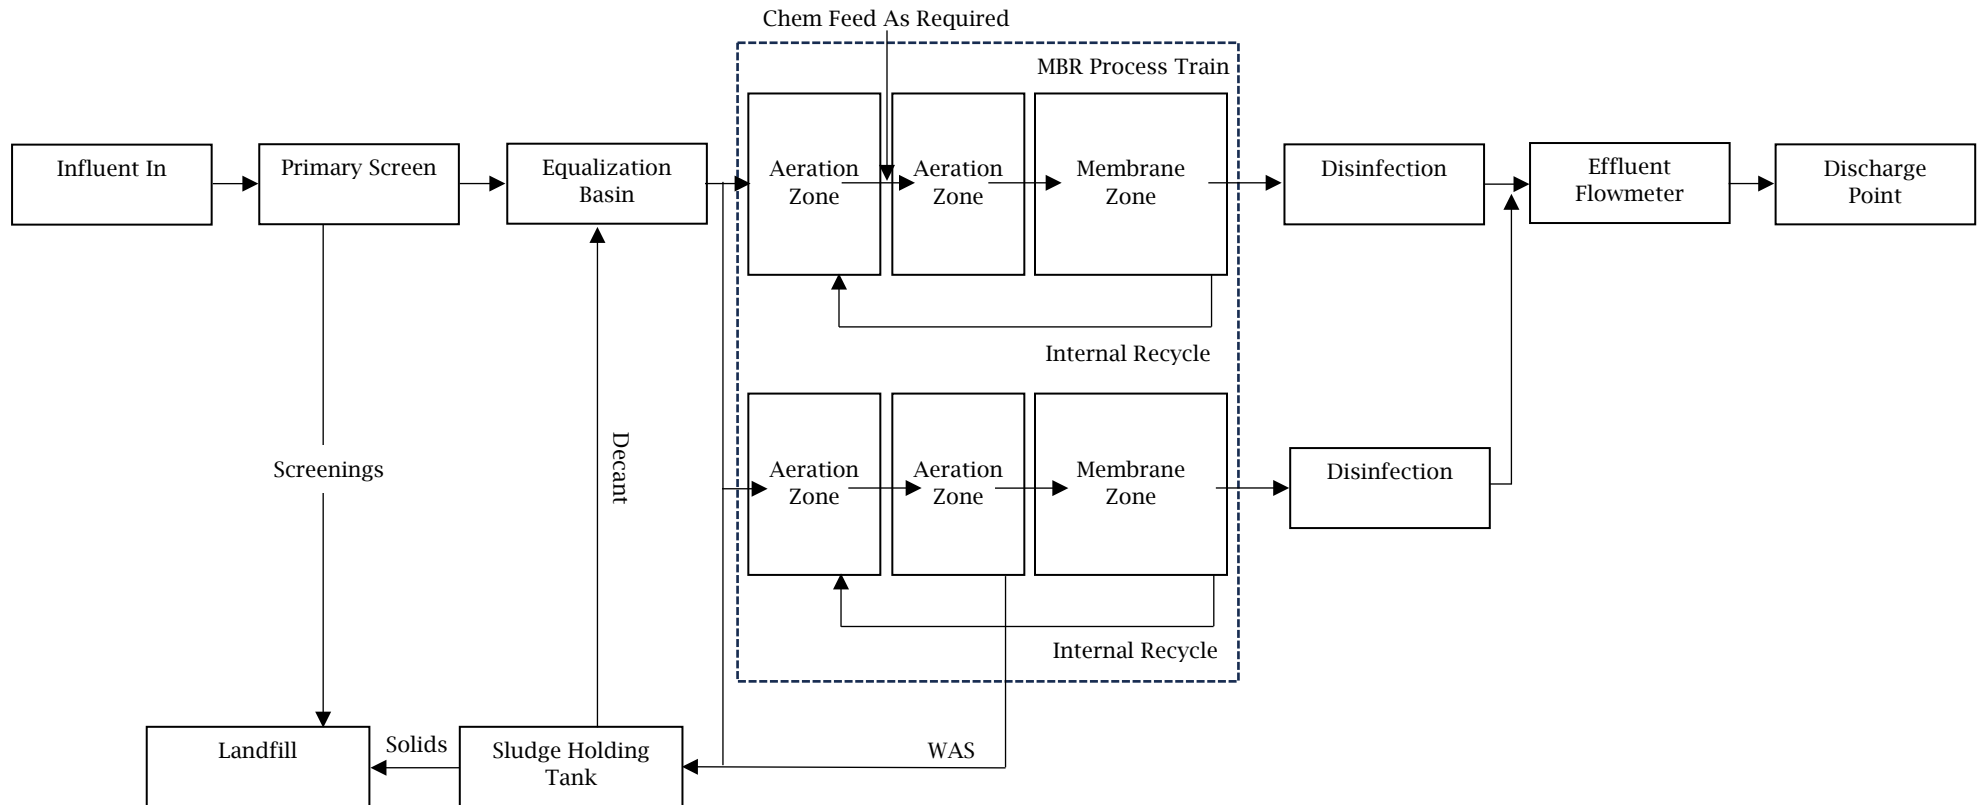 Chem Feed As Required
MBR Process Train
Influent In
Primary Screen
Equalization
Basin
Aeration
Zone
Aeration
Zone
Membrane
Zone
Disinfection
Effluent
Flowmeter
Discharge
Point
Internal Recycle
Screenings
Decant
Aeration
Zone
Aeration
Zone
Membrane
Zone
Disinfection
Internal Recycle
Landfill
Solids
Sludge Holding
Tank
WAS